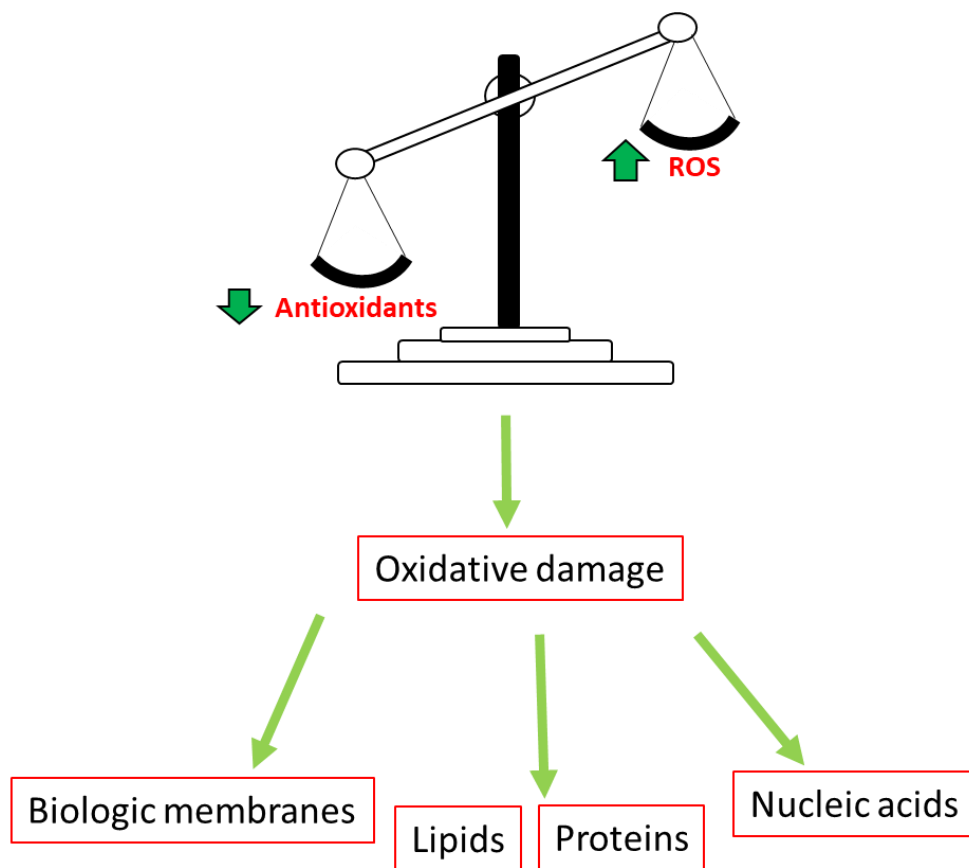 ROS
Antioxidants
Oxidative damage
Biologic membranes
Lipids
Proteins
Nucleic acids